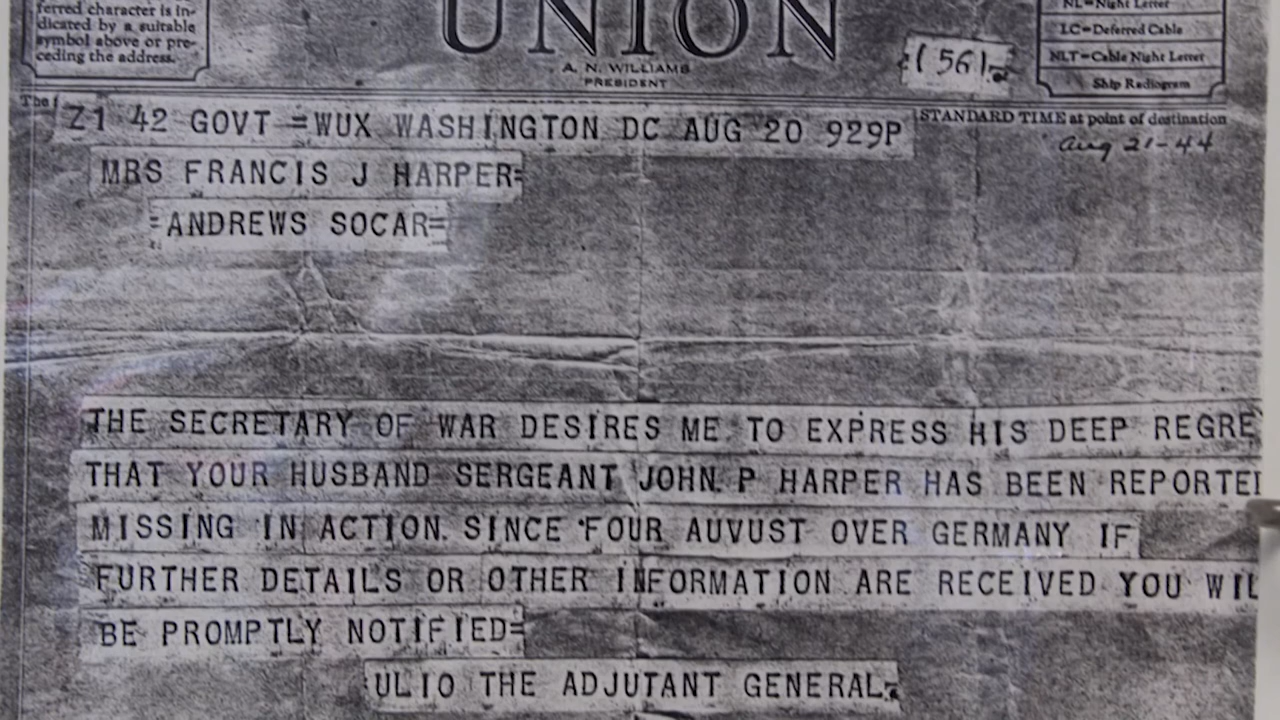 ferred character is in-
dicated by a suitable
symbol above or pre-
ceding the address.
UNION
A. N. WILLIAMS
PRESIDENT
(56)
NL=Night Letter
LC=Deferred Cable
NLT=Cable Night Letter
Ship Radiogram
The
STANDARD TIME at point of destination
Z1 42 GOVT =WUX WASHINGTON DC AUG 20 929P
Aug 21-44
MRS FRANCIS J HARPER=
=ANDREWS SOCAR=
THE SECRETARY OF WAR DESIRES ME TO EXPRESS HIS DEEP REGRE
THAT YOUR HUSBAND SERGEANT JOHN P HARPER HAS BEEN REPORTED
MISSING IN ACTION SINCE FOUR AUVUST OVER GERMANY IF
FURTHER DETAILS OR OTHER INFORMATION ARE RECEIVED YOU WIL
BE PROMPTLY NOTIFIED=
=ULIO THE ADJUTANT GENERAL.